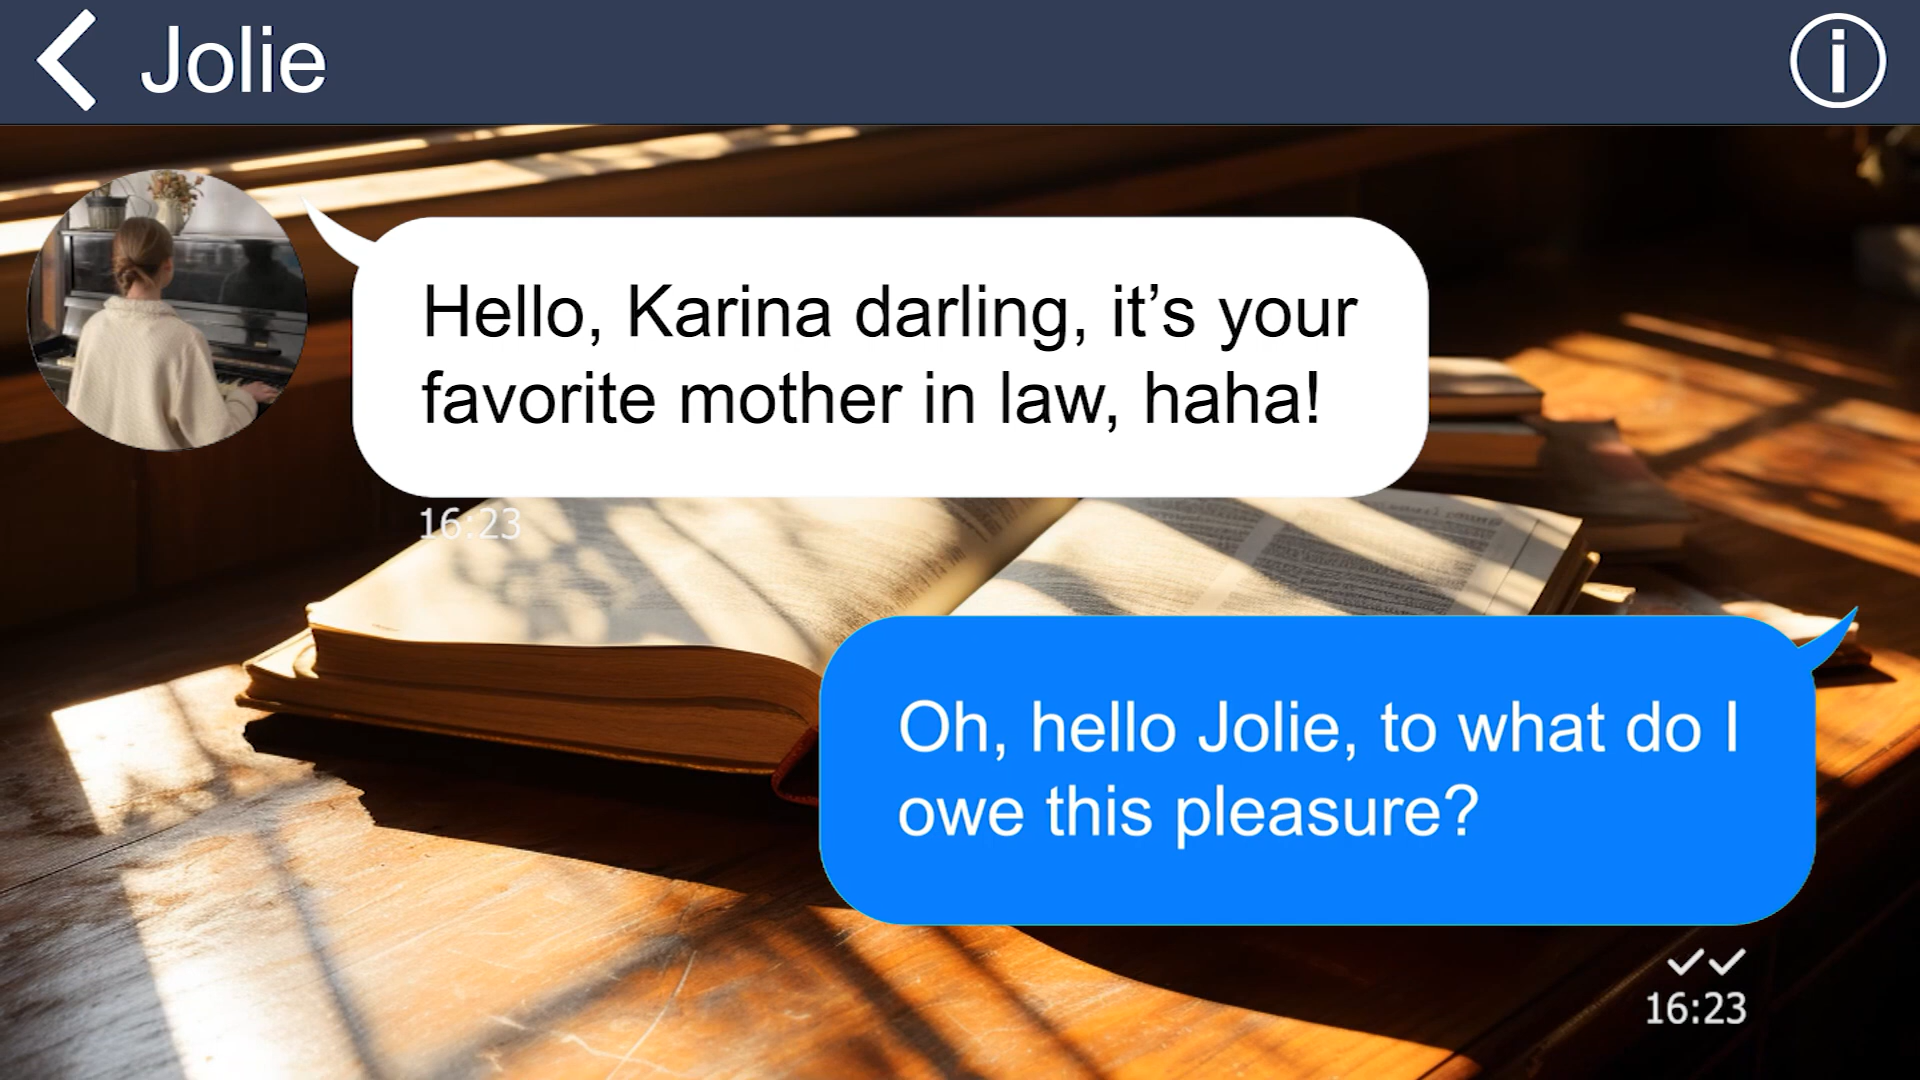 Jolie
Hello, Karina darling, it’s your
favorite mother in law, haha!
16:23
Oh, hello Jolie, to what do I
owe this pleasure?
16:23